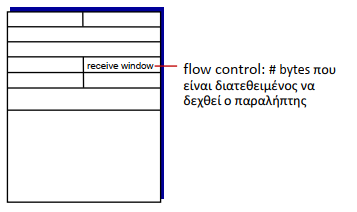 receive window
flow control: # bytes που
είναι διατεθειμένος να
δεχθεί ο παραλήπτης